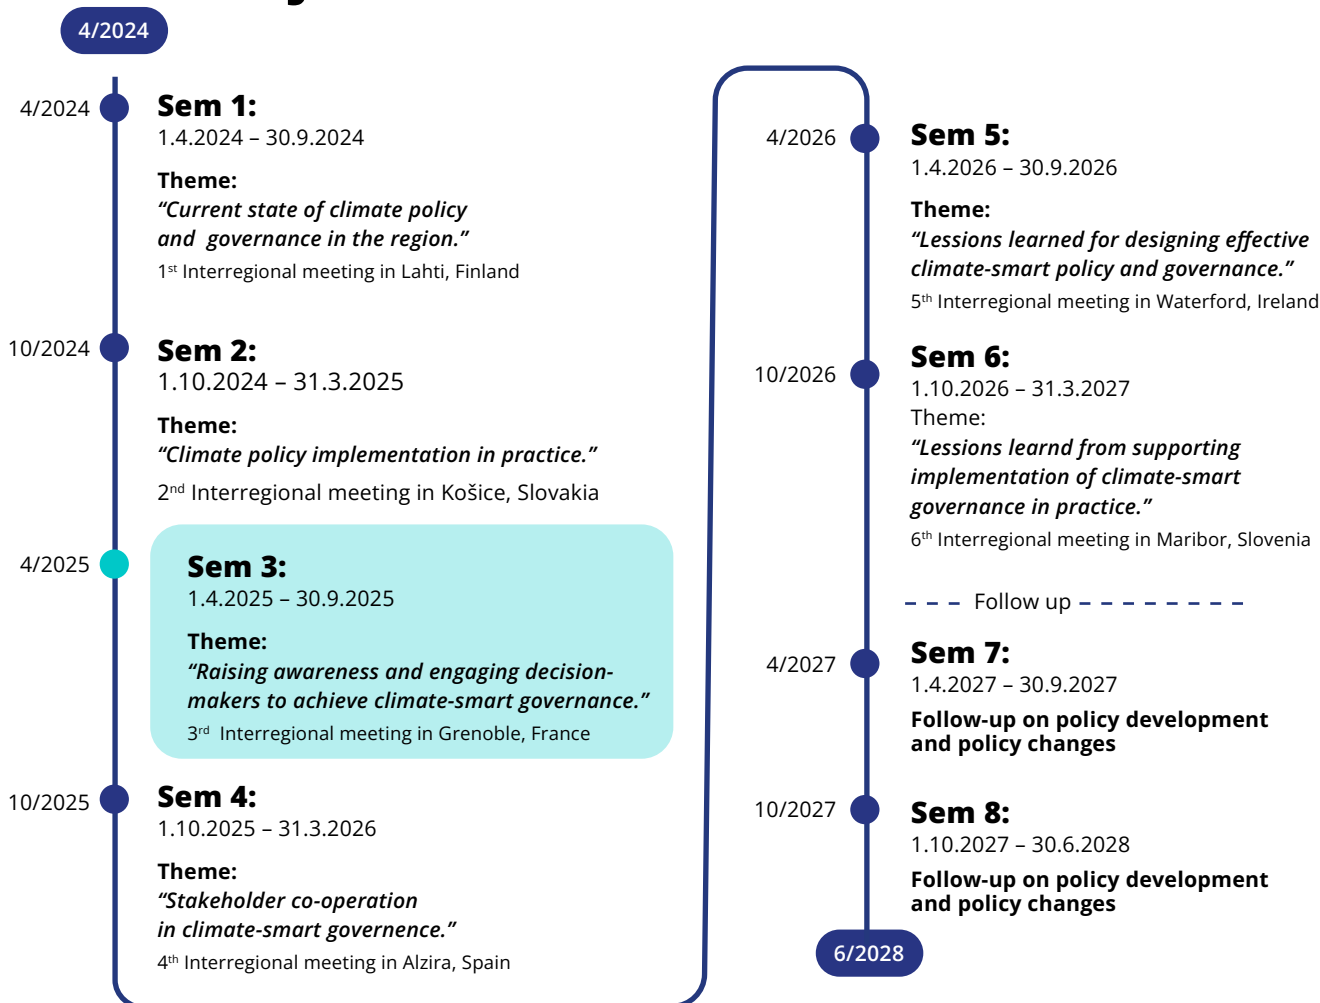 4/2024
4/2024
Sem 1:
1.4.2024 – 30.9.2024
Theme:
“Current state of climate policy
and governance in the region.”
1st Interregional meeting in Lahti, Finland
10/2024
Sem 2:
1.10.2024 – 31.3.2025
Theme:
“Climate policy implementation in practice.”
2nd Interregional meeting in Košice, Slovakia
4/2025
Sem 3:
1.4.2025 – 30.9.2025
Theme:
“Raising awareness and engaging decision-
makers to achieve climate-smart governance.”
3rd Interregional meeting in Grenoble, France
10/2025
Sem 4:
1.10.2025 – 31.3.2026
Theme:
“Stakeholder co-operation
in climate-smart governence.”
4th Interregional meeting in Alzira, Spain
4/2026
Sem 5:
1.4.2026 – 30.9.2026
Theme:
“Lessions learned for designing effective
climate-smart policy and governance.”
5th Interregional meeting in Waterford, Ireland
10/2026
Sem 6:
1.10.2026 – 31.3.2027
Theme:
“Lessions learnd from supporting
implementation of climate-smart
governance in practice.”
6th Interregional meeting in Maribor, Slovenia
Follow up
4/2027
Sem 7:
1.4.2027 – 30.9.2027
Follow-up on policy development
and policy changes
10/2027
Sem 8:
1.10.2027 – 30.6.2028
Follow-up on policy development
and policy changes
6/2028